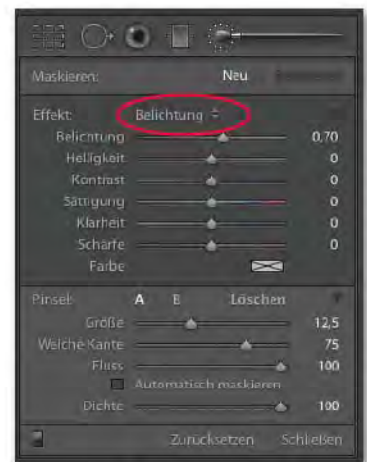 Maskieren: Neu
Effekt: Belichtung
Belichtung 0,70
Helligkeit 0
Kontrast 0
Sättigung 0
Klarheit 0
Schärfe 0
Farbe
Pinsel: A B Löschen
Größe 12,5
Weiche Kante 75
Fluss 100
Automatisch maskieren
Dichte 100
Zurücksetzen Schließen